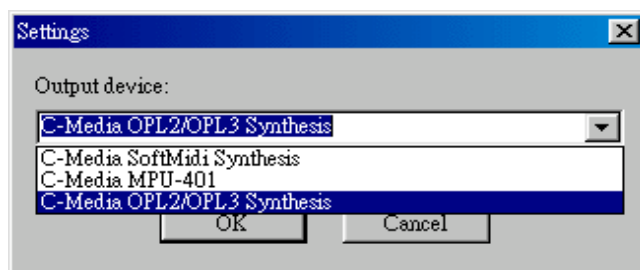 Settings
Output device:
C-Media OPL2/OPL3 Synthesis
C-Media SoftMidi Synthesis
C-Media MPU-401
C-Media OPL2/OPL3 Synthesis
OK Cancel